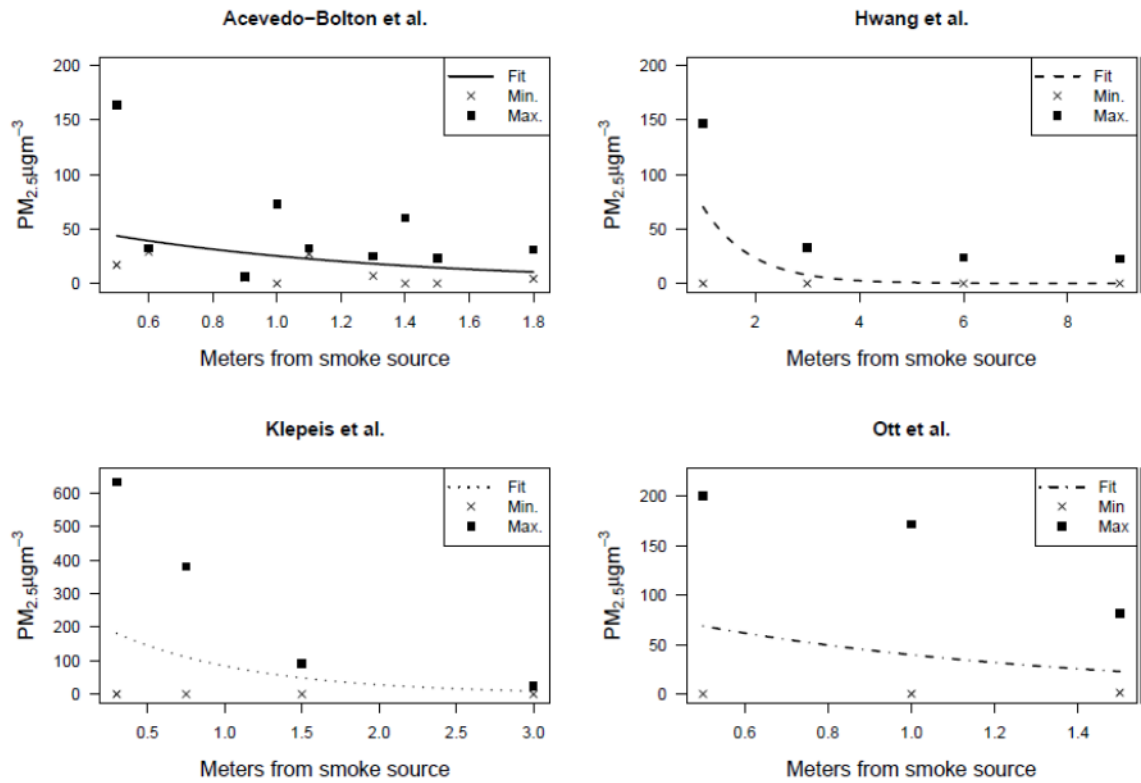 Acevedo−Bolton et al.
PM2.5µgm−3
200
150
100
50
0
Fit
Min.
Max.
0.6 0.8 1.0 1.2 1.4 1.6 1.8
Meters from smoke source
Hwang et al.
PM2.5µgm−3
200
150
100
50
0
Fit
Min.
Max.
2 4 6 8
Meters from smoke source
Klepeis et al.
PM2.5µgm−3
600
500
400
300
200
100
0
Fit
Min.
Max.
0.5 1.0 1.5 2.0 2.5 3.0
Meters from smoke source
Ott et al.
PM2.5µgm−3
200
150
100
50
0
Fit
Min
Max
0.6 0.8 1.0 1.2 1.4
Meters from smoke source